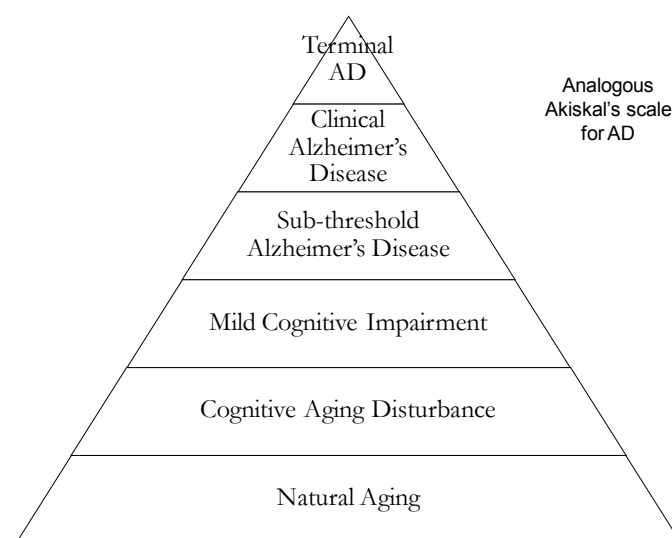 Terminal
AD
Analogous
Akiskal's scale
for AD
Clinical
Alzheimer's
Disease
Sub-threshold
Alzheimer's Disease
Mild Cognitive Impairment
Cognitive Aging Disturbance
Natural Aging